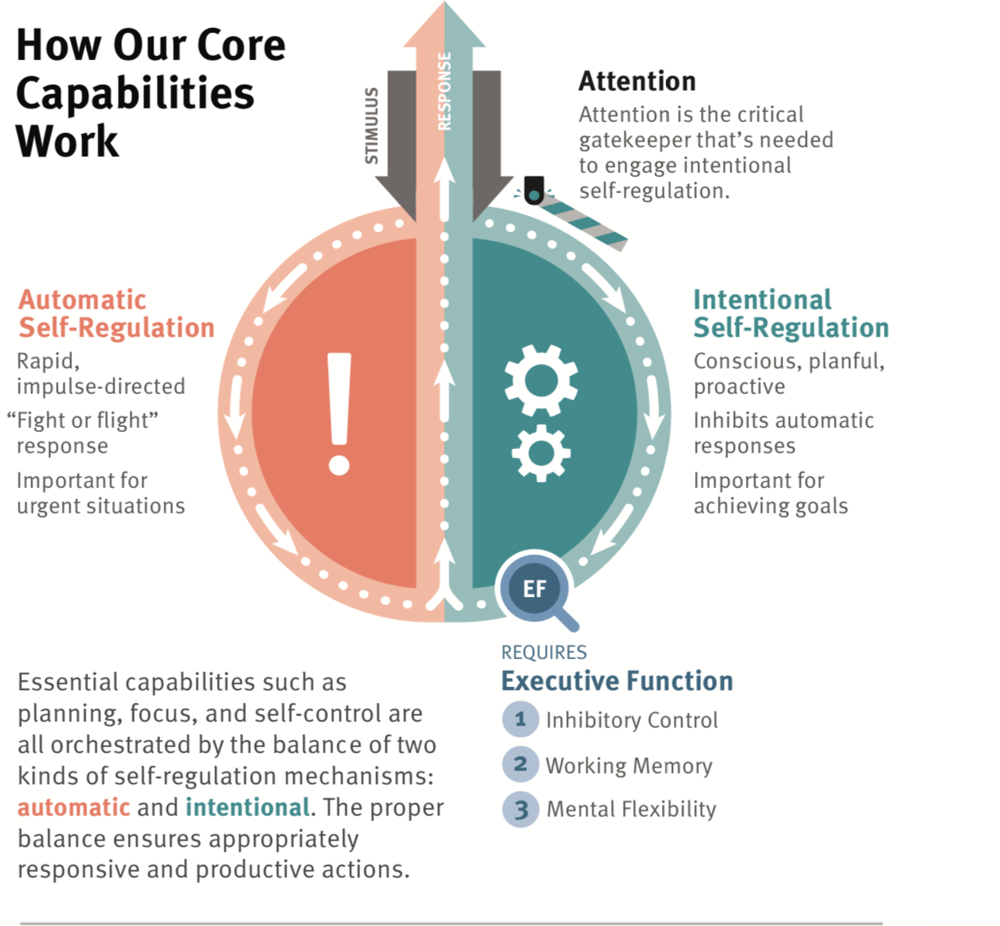 How Our Core
Capabilities
Work
STIMULUS
RESPONSE
Attention
Attention is the critical
gatekeeper that’s needed
to engage intentional
self-regulation.
Automatic
Self-Regulation
Rapid,
impulse-directed
“Fight or flight”
response
Important for
urgent situations
!
Intentional
Self-Regulation
Conscious, planful,
proactive
Inhibits automatic
responses
Important for
achieving goals
EF
REQUIRES
Executive Function
1 Inhibitory Control
2 Working Memory
3 Mental Flexibility
Essential capabilities such as
planning, focus, and self-control are
all orchestrated by the balance of two
kinds of self-regulation mechanisms:
automatic and intentional. The proper
balance ensures appropriately
responsive and productive actions.